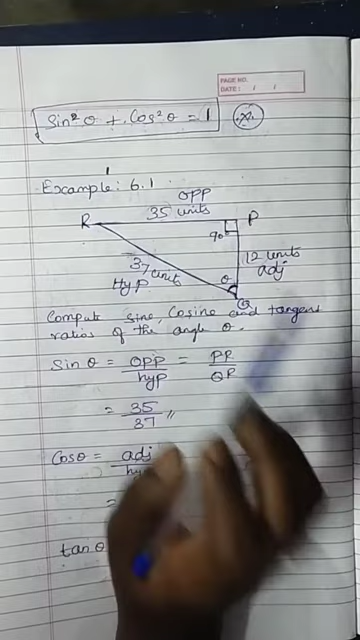 PAGE NO.
DATE: / /
Sin²θ + Cos²θ = 1
Example: 6.1
OPP
R 35 units P
90°
37 units
Hyp
12 units
adj
θ
Q
Compute sine, Cosine and tangent
ratios of the angle θ.
Sin θ = OPP/hyp = PR/QR
= 35/37 〃
Cosθ = adj/
=
tan θ